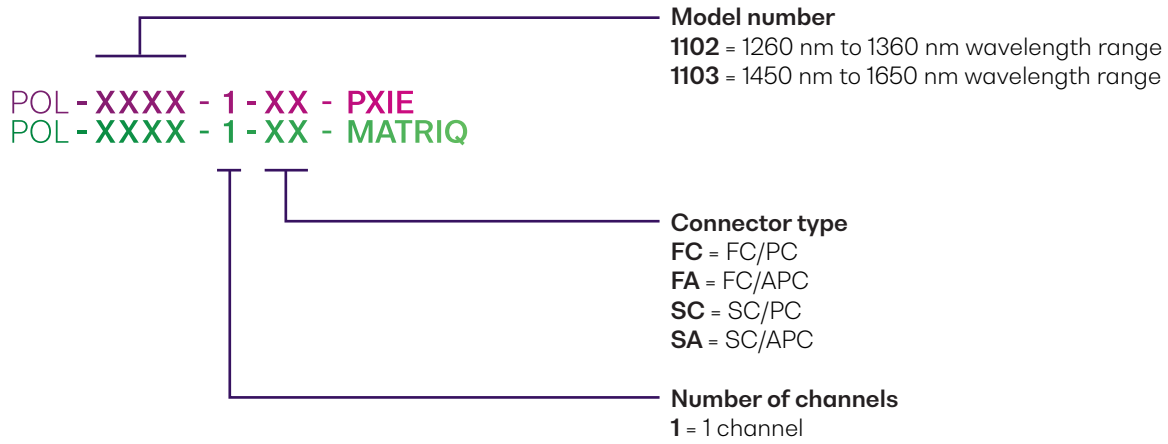 Model number
1102 = 1260 nm to 1360 nm wavelength range
1103 = 1450 nm to 1650 nm wavelength range
POL - XXXX - 1 - XX - PXIE
POL - XXXX - 1 - XX - MATRIQ
Connector type
FC = FC/PC
FA = FC/APC
SC = SC/PC
SA = SC/APC
Number of channels
1 = 1 channel